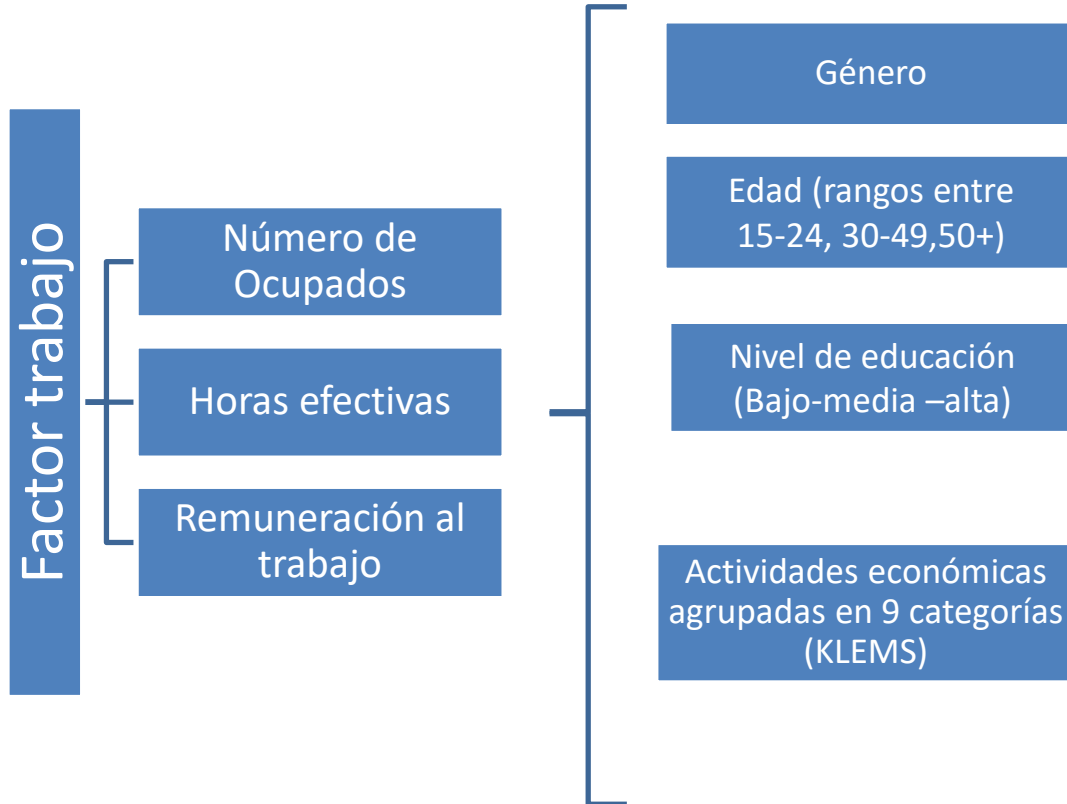 Factor trabajo
Número de
Ocupados
Horas efectivas
Remuneración al
trabajo
Género
Edad (rangos entre
15-24, 30-49,50+)
Nivel de educación
(Bajo-media –alta)
Actividades económicas
agrupadas en 9 categorías
(KLEMS)